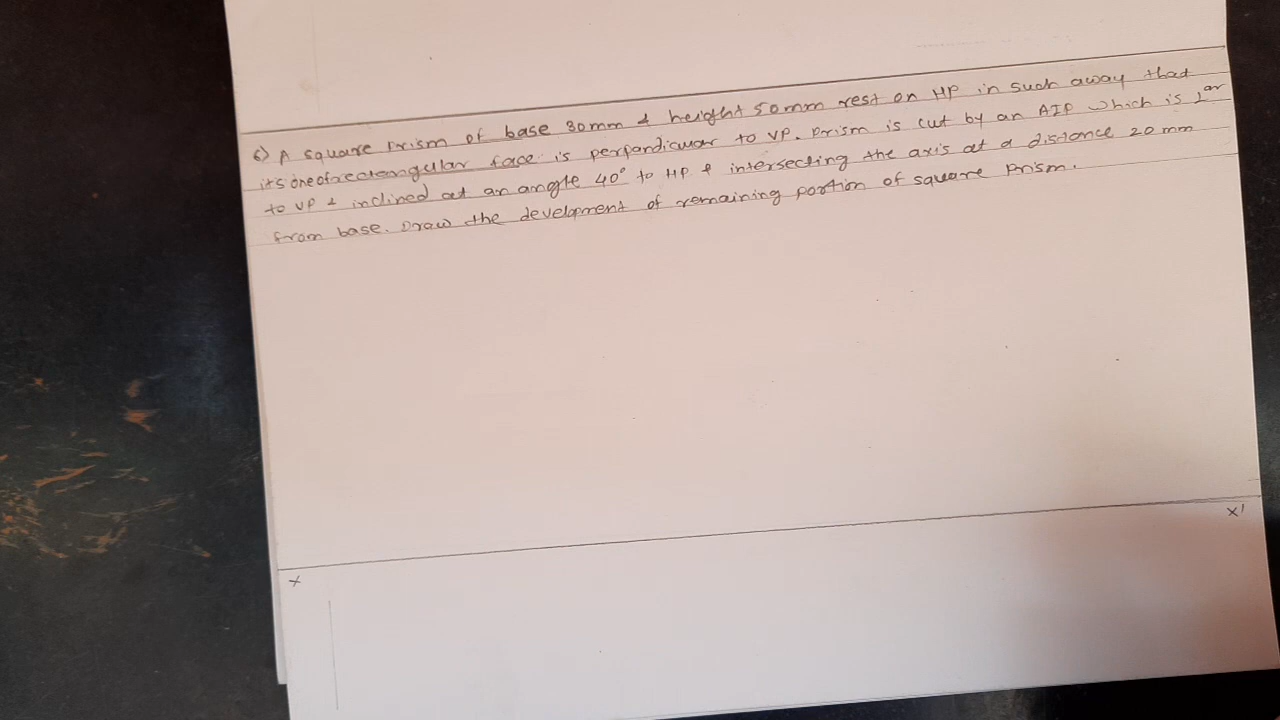 6) A square Prism of base 30mm & height 50mm rest on HP in such away that
it's one of rectangular face is perpandicular to VP. Prism is cut by an AIP which is ⊥ar
to VP & inclined at an angle 40° to HP & intersecting the axis at a distance 20mm
from base. Draw the development of remaining portion of square Prism.
X X'